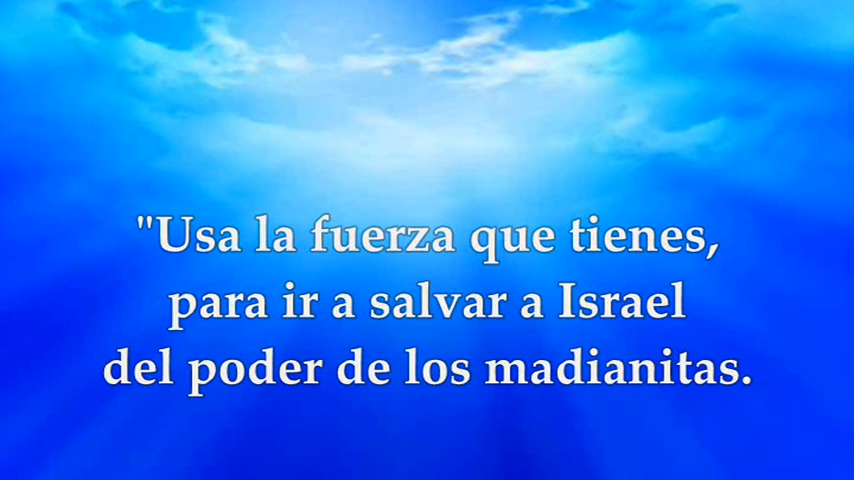 "Usa la fuerza que tienes,
para ir a salvar a Israel
del poder de los madianitas.